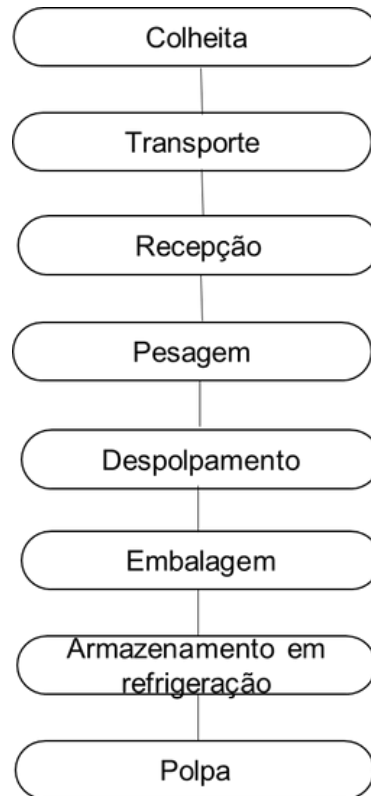 Colheita
Transporte
Recepção
Pesagem
Despolpamento
Embalagem
Armazenamento em
refrigeração
Polpa